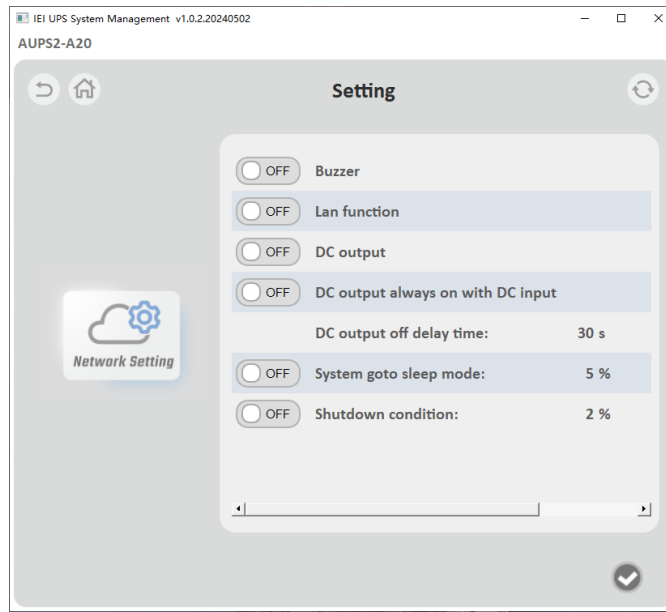 IEI UPS System Management v1.0.2.20240502
AUPS2-A20
Setting
OFF Buzzer
OFF Lan function
OFF DC output
OFF DC output always on with DC input
DC output off delay time: 30 s
Network Setting
OFF System goto sleep mode: 5 %
OFF Shutdown condition: 2 %